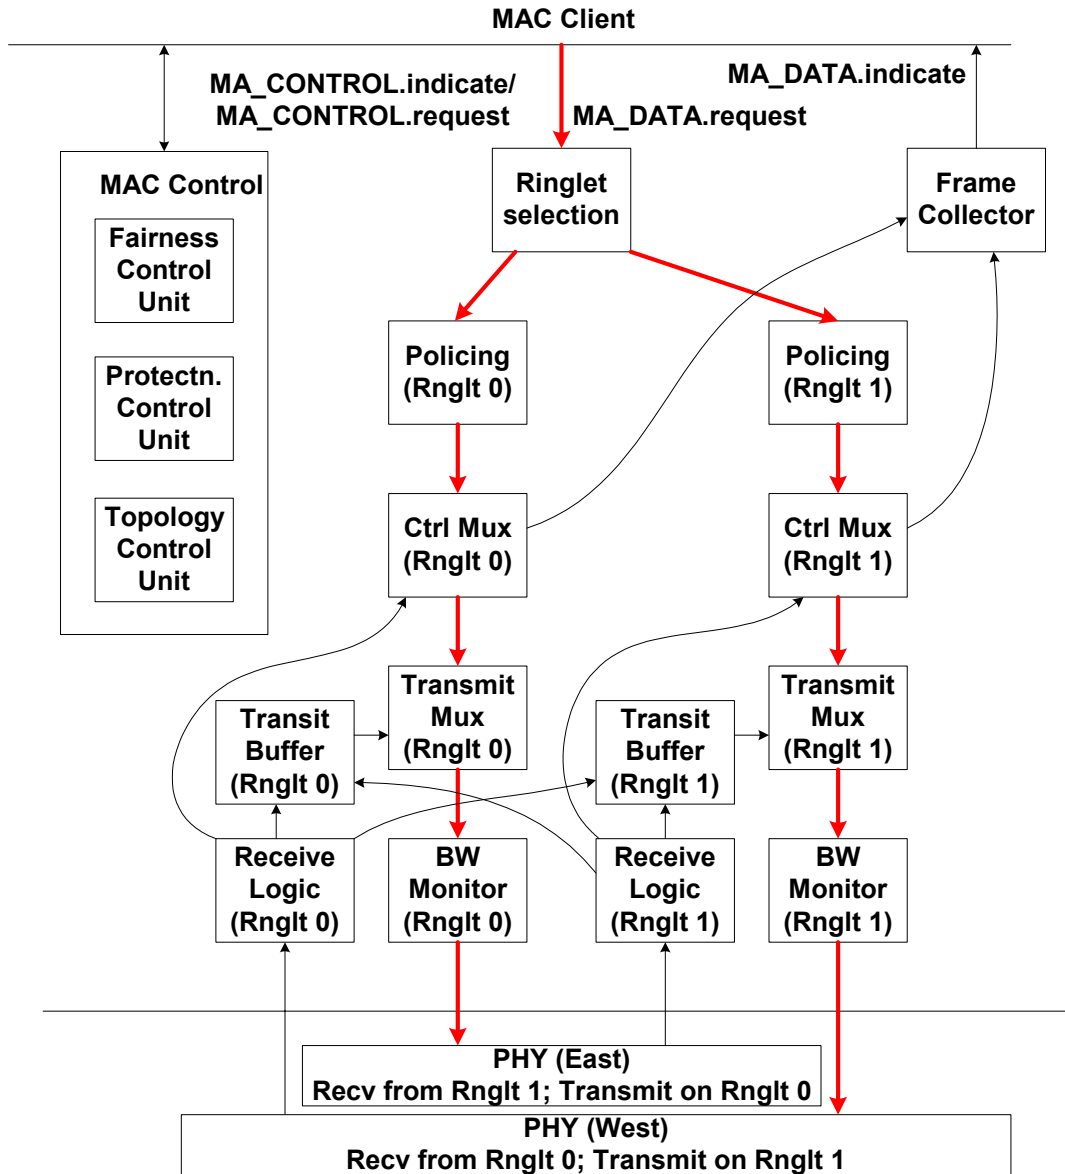 MAC Client
MA_CONTROL.indicate/
MA_CONTROL.request
MA_DATA.request
MA_DATA.indicate
MAC Control
Fairness
Control
Unit
Protectn.
Control
Unit
Topology
Control
Unit
Ringlet
selection
Frame
Collector
Policing
(Rnglt 0)
Policing
(Rnglt 1)
Ctrl Mux
(Rnglt 0)
Ctrl Mux
(Rnglt 1)
Transit
Buffer
(Rnglt 0)
Transmit
Mux
(Rnglt 0)
Transit
Buffer
(Rnglt 1)
Transmit
Mux
(Rnglt 1)
Receive
Logic
(Rnglt 0)
BW
Monitor
(Rnglt 0)
Receive
Logic
(Rnglt 1)
BW
Monitor
(Rnglt 1)
PHY (East)
Recv from Rnglt 1; Transmit on Rnglt 0
PHY (West)
Recv from Rnglt 0; Transmit on Rnglt 1